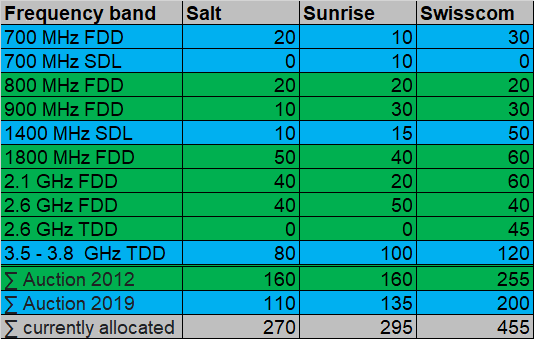 Frequency band Salt Sunrise Swisscom
700 MHz FDD 20 10 30
700 MHz SDL 0 10 0
800 MHz FDD 20 20 20
900 MHz FDD 10 30 30
1400 MHz SDL 10 15 50
1800 MHz FDD 50 40 60
2.1 GHz FDD 40 20 60
2.6 GHz FDD 40 50 40
2.6 GHz TDD 0 0 45
3.5 - 3.8 GHz TDD 80 100 120
∑ Auction 2012 160 160 255
∑ Auction 2019 110 135 200
∑ currently allocated 270 295 455